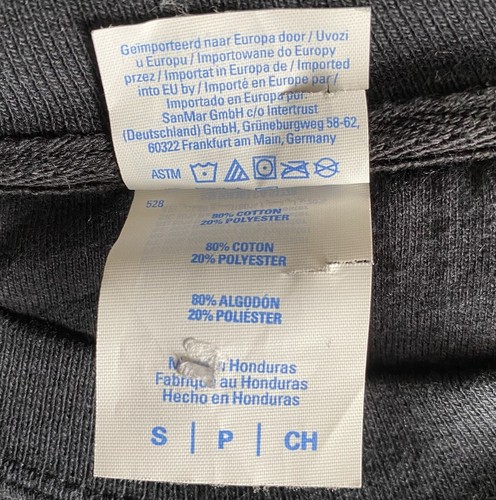 Geïmporteerd naar Europa door / Uvozi
u Europu / Importowane do Europy
przez / Importat in Europa de / Imported
into EU by / Importé en Europe par /
Importado en Europa por:
SanMar GmbH c/o Intertrust
(Deutschland) GmbH, Grüneburgweg 58-62,
60322 Frankfurt am Main, Germany
ASTM
528
80% COTTON
20% POLYESTER
80% COTON
20% POLYESTER
80% ALGODÓN
20% POLIÉSTER
Honduras
au Honduras
Hecho en Honduras
S | P | CH